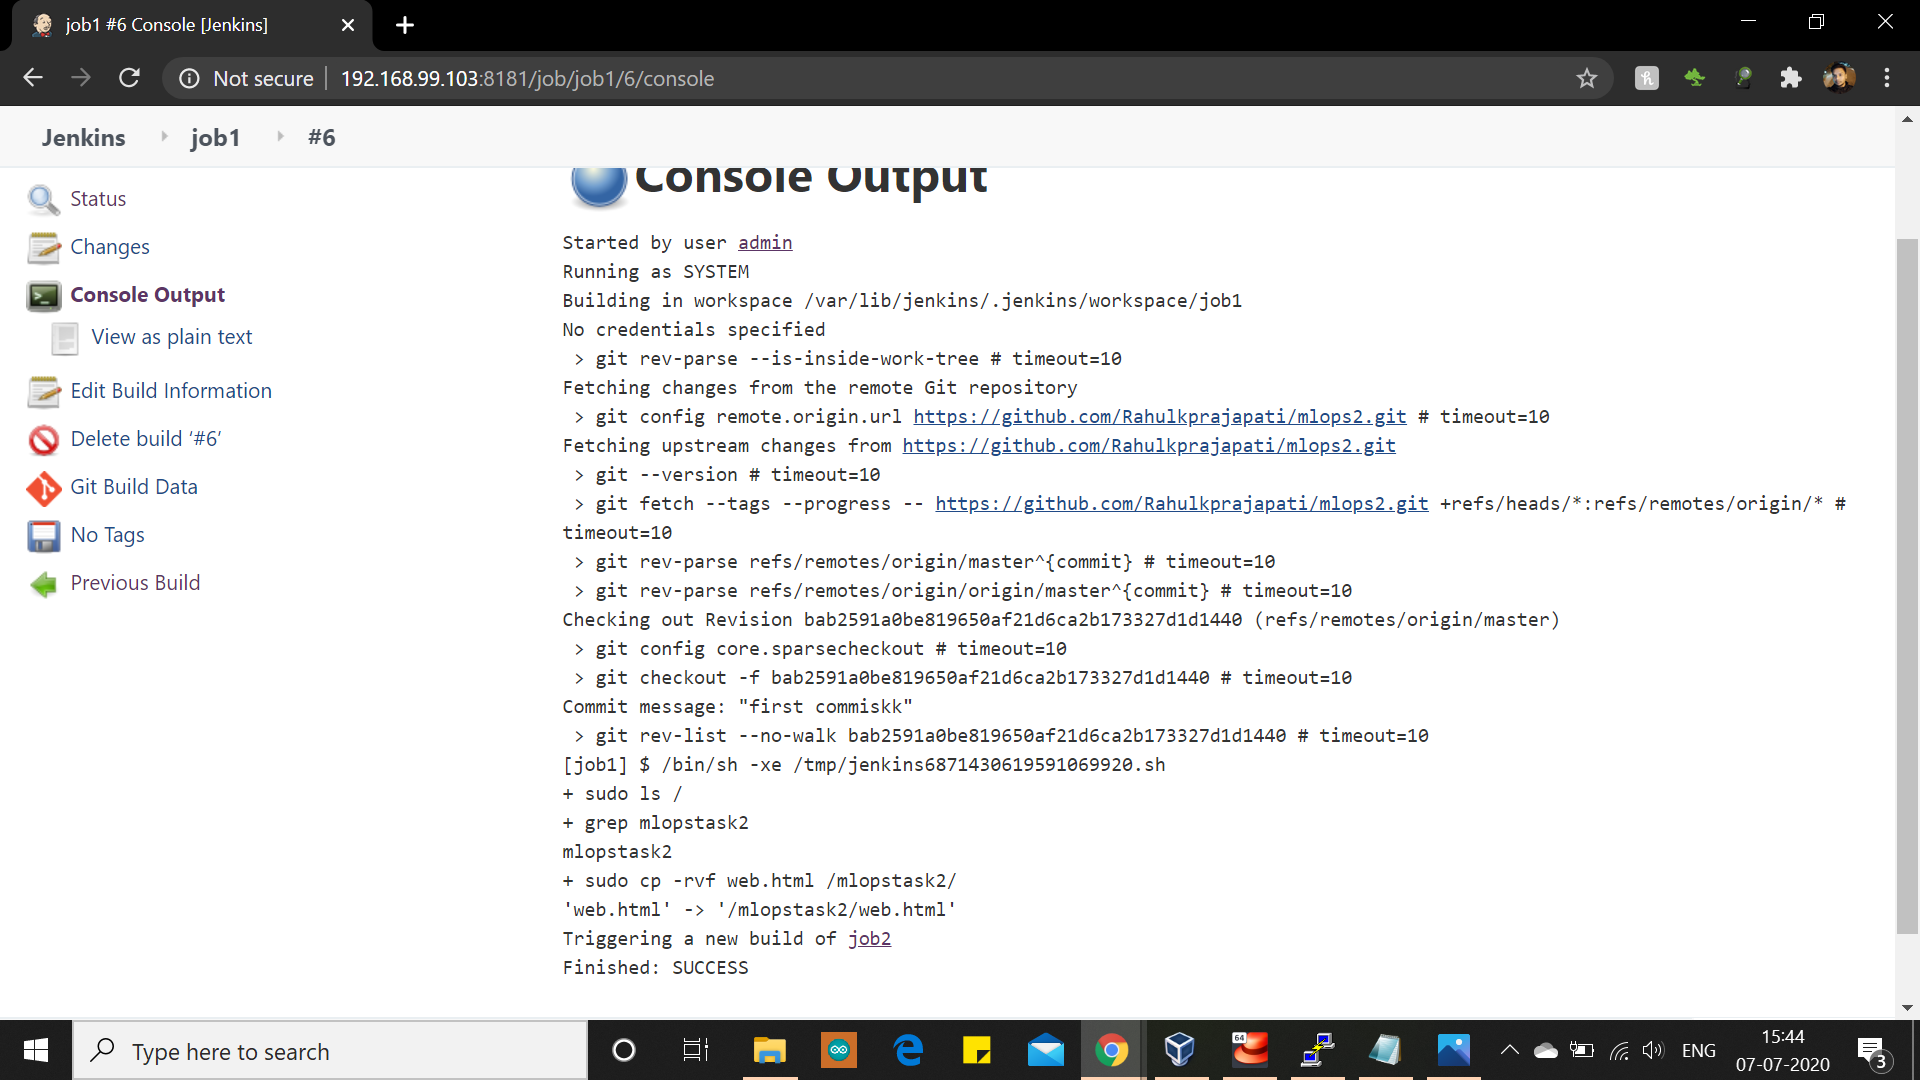 job1 #6 Console [Jenkins]
Not secure
192.168.99.103:8181/job/job1/6/console
Jenkins
job1
#6
Status
Changes
Console Output
View as plain text
Edit Build Information
Delete build ‘#6’
Git Build Data
No Tags
Previous Build
Console Output
Started by user admin
Running as SYSTEM
Building in workspace /var/lib/jenkins/.jenkins/workspace/job1
No credentials specified
> git rev-parse --is-inside-work-tree # timeout=10
Fetching changes from the remote Git repository
> git config remote.origin.url https://github.com/Rahulkprajapati/mlops2.git # timeout=10
Fetching upstream changes from https://github.com/Rahulkprajapati/mlops2.git
> git --version # timeout=10
> git fetch --tags --progress -- https://github.com/Rahulkprajapati/mlops2.git +refs/heads/*:refs/remotes/origin/* #
timeout=10
> git rev-parse refs/remotes/origin/master^{commit} # timeout=10
> git rev-parse refs/remotes/origin/origin/master^{commit} # timeout=10
Checking out Revision bab2591a0be819650af21d6ca2b173327d1d1440 (refs/remotes/origin/master)
> git config core.sparsecheckout # timeout=10
> git checkout -f bab2591a0be819650af21d6ca2b173327d1d1440 # timeout=10
Commit message: "first commiskk"
> git rev-list --no-walk bab2591a0be819650af21d6ca2b173327d1d1440 # timeout=10
[job1] $ /bin/sh -xe /tmp/jenkins6871430619591069920.sh
+ sudo ls /
+ grep mlopstask2
mlopstask2
+ sudo cp -rvf web.html /mlopstask2/
'web.html' -> '/mlopstask2/web.html'
Triggering a new build of job2
Finished: SUCCESS
Type here to search
64
ENG
15:44
07-07-2020
3